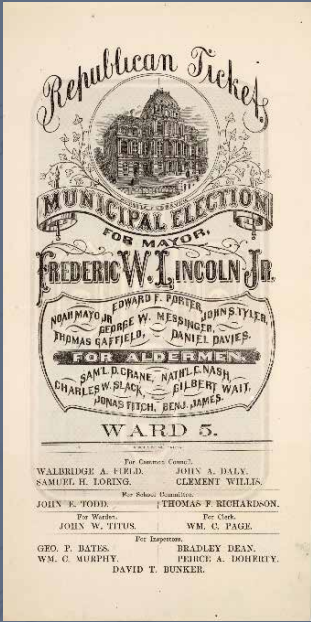 Republican Ticket.
MUNICIPAL ELECTION
FOR MAYOR,
FREDERIC W. LINCOLN JR.
EDWARD F. PORTER,
NOAH MAYO JR. JOHN S. TYLER,
GEORGE W. MESSINGER,
THOMAS GAFFIELD, DANIEL DAVIES.
FOR ALDERMEN.
SAM'L D. CRANE, NATH'L C. NASH,
CHARLES W. SLACK, GILBERT WAIT,
JONAS FITCH, BENJ. JAMES.
WARD 5.
For Common Council.
WALBRIDGE A. FIELD. JOHN A. DALY.
SAMUEL H. LORING. CLEMENT WILLIS.
For School Committee.
JOHN E. TODD. THOMAS F. RICHARDSON.
For Warden. For Clerk.
JOHN W. TITUS. WM. C. PAGE.
For Inspectors.
GEO. P. BATES. BRADLEY DEAN.
WM. C. MURPHY. PEIRCE A. DOHERTY.
DAVID T. BUNKER.